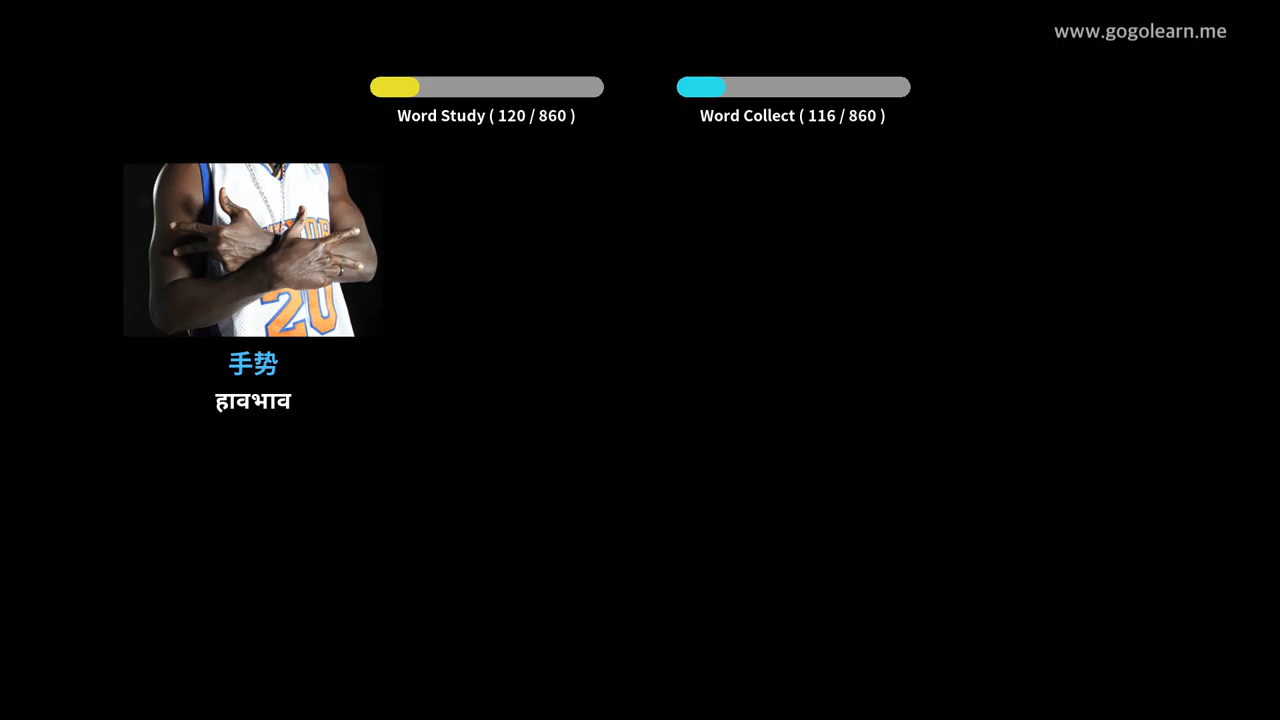 www.gogolearn.me
Word Study ( 120 / 860 )
Word Collect ( 116 / 860 )
20
手势
हावभाव